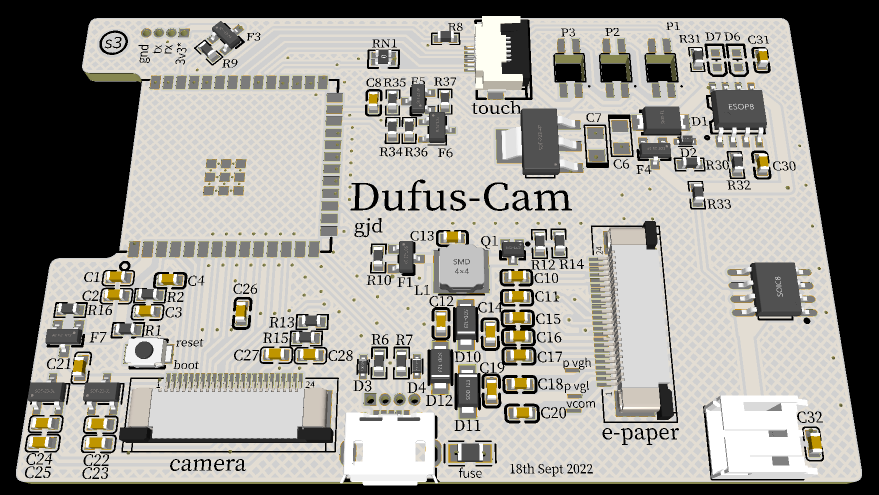 s3
gnd
tx
rx
3v3*
F3
R9
RN1
R8
touch
P3
P2
P1
R31
D7
D6
C31
ESOP8
C8
R35
F5
R37
R34
R36
F6
C7
C6
D1
F4
D2
R30
R32
C30
R33
Dufus-Cam
gjd
C13
Q1
R12
R14
R10
F1
L1
SMD
4x4
C10
C11
C12
C14
C15
C16
C17
C18
C19
C20
D10
D11
D12
p vgh
p vgl
vcom
24
1
e-paper
SOIC8
C1
C2
C4
R2
C3
R16
R1
F7
C21
reset
boot
C26
R13
R15
C27
C28
R6
R7
D3
D4
C24
C25
C22
C23
1
24
camera
fuse
18th Sept 2022
C32